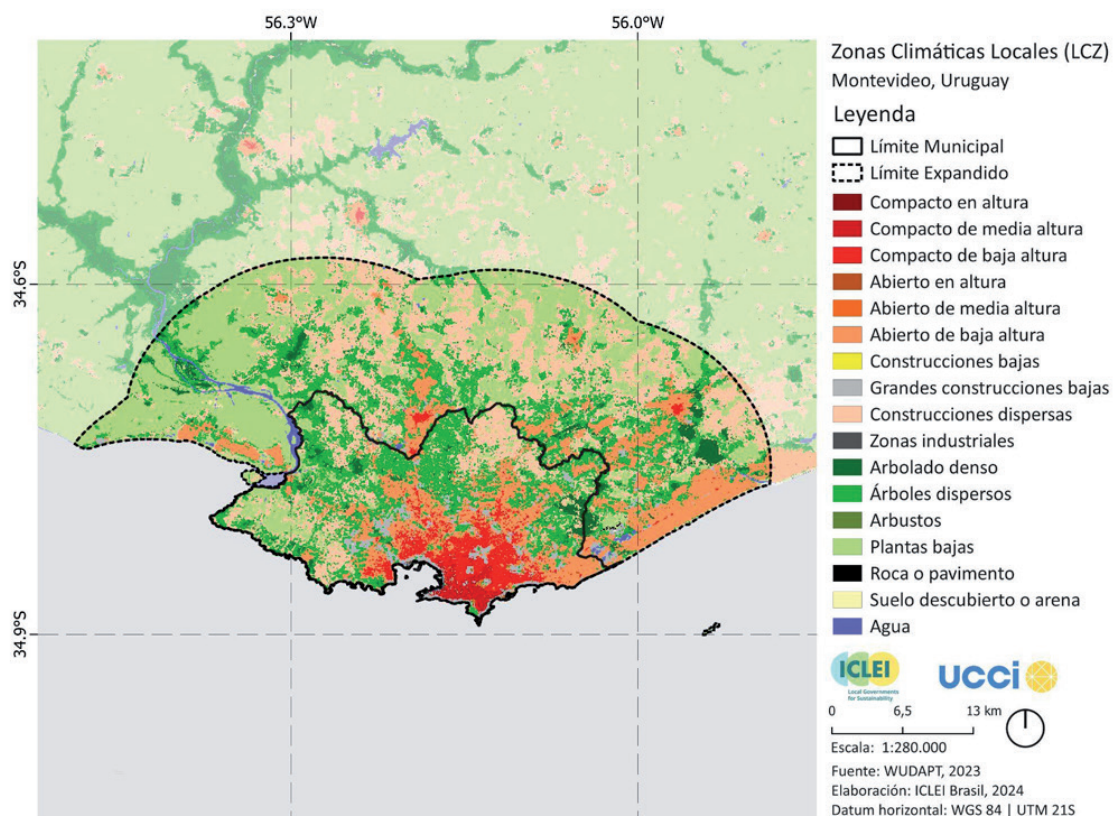 56.3°W
56.0°W
34.6°S
34.9°S
Zonas Climáticas Locales (LCZ)
Montevideo, Uruguay
Leyenda
Límite Municipal
Límite Expandido
Compacto en altura
Compacto de media altura
Compacto de baja altura
Abierto en altura
Abierto de media altura
Abierto de baja altura
Construcciones bajas
Grandes construcciones bajas
Construcciones dispersas
Zonas industriales
Arbolado denso
Árboles dispersos
Arbustos
Plantas bajas
Roca o pavimento
Suelo descubierto o arena
Agua
ICLEI
Local Governments
for Sustainability
UCCI
0 6,5 13 km
Escala: 1:280.000
Fuente: WUDAPT, 2023
Elaboración: ICLEI Brasil, 2024
Datum horizontal: WGS 84 | UTM 21S